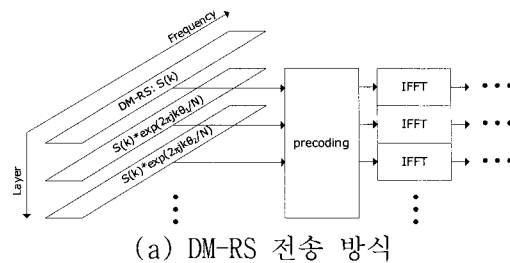 Frequency
DM-RS: S(k)
S(k)*exp(2πjkθ₁/N)
S(k)*exp(2πjkθ₂/N)
Layer
precoding
IFFT
IFFT
IFFT
(a) DM-RS 전송 방식